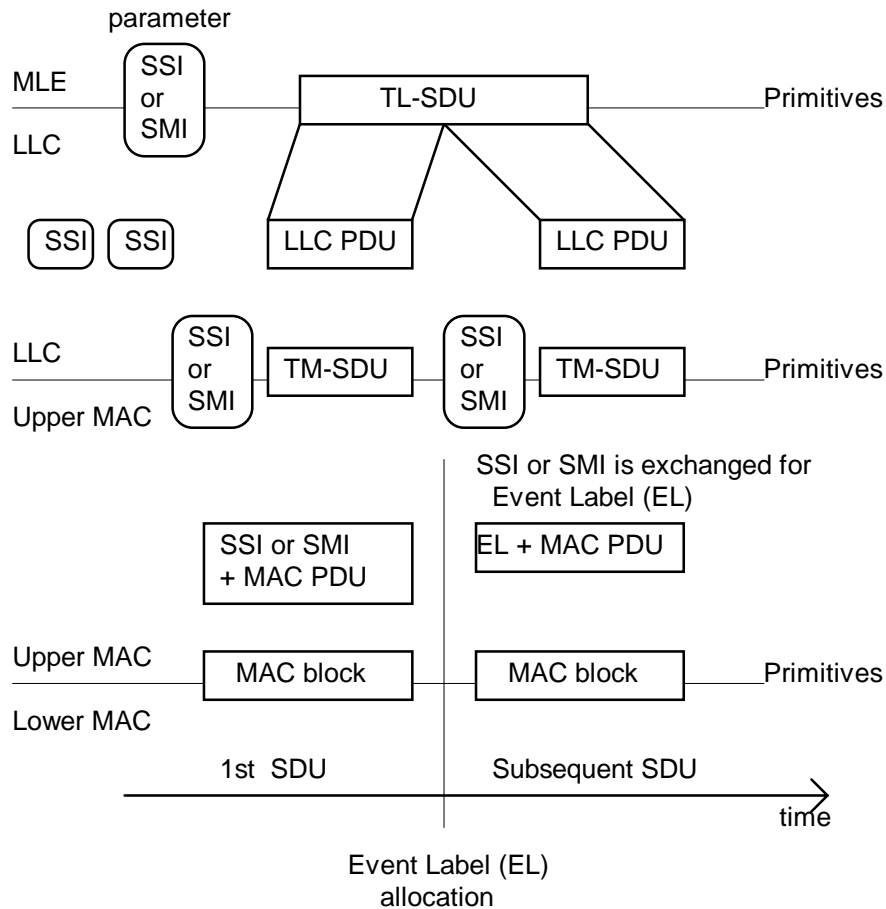 parameter
MLE
SSI
or
SMI
TL-SDU
Primitives
LLC
SSI
SSI
LLC PDU
LLC PDU
LLC
SSI
or
SMI
TM-SDU
SSI
or
SMI
TM-SDU
Primitives
Upper MAC
SSI or SMI is exchanged for
Event Label (EL)
SSI or SMI
+ MAC PDU
EL + MAC PDU
Upper MAC
MAC block
MAC block
Primitives
Lower MAC
1st SDU
Subsequent SDU
time
Event Label (EL)
allocation